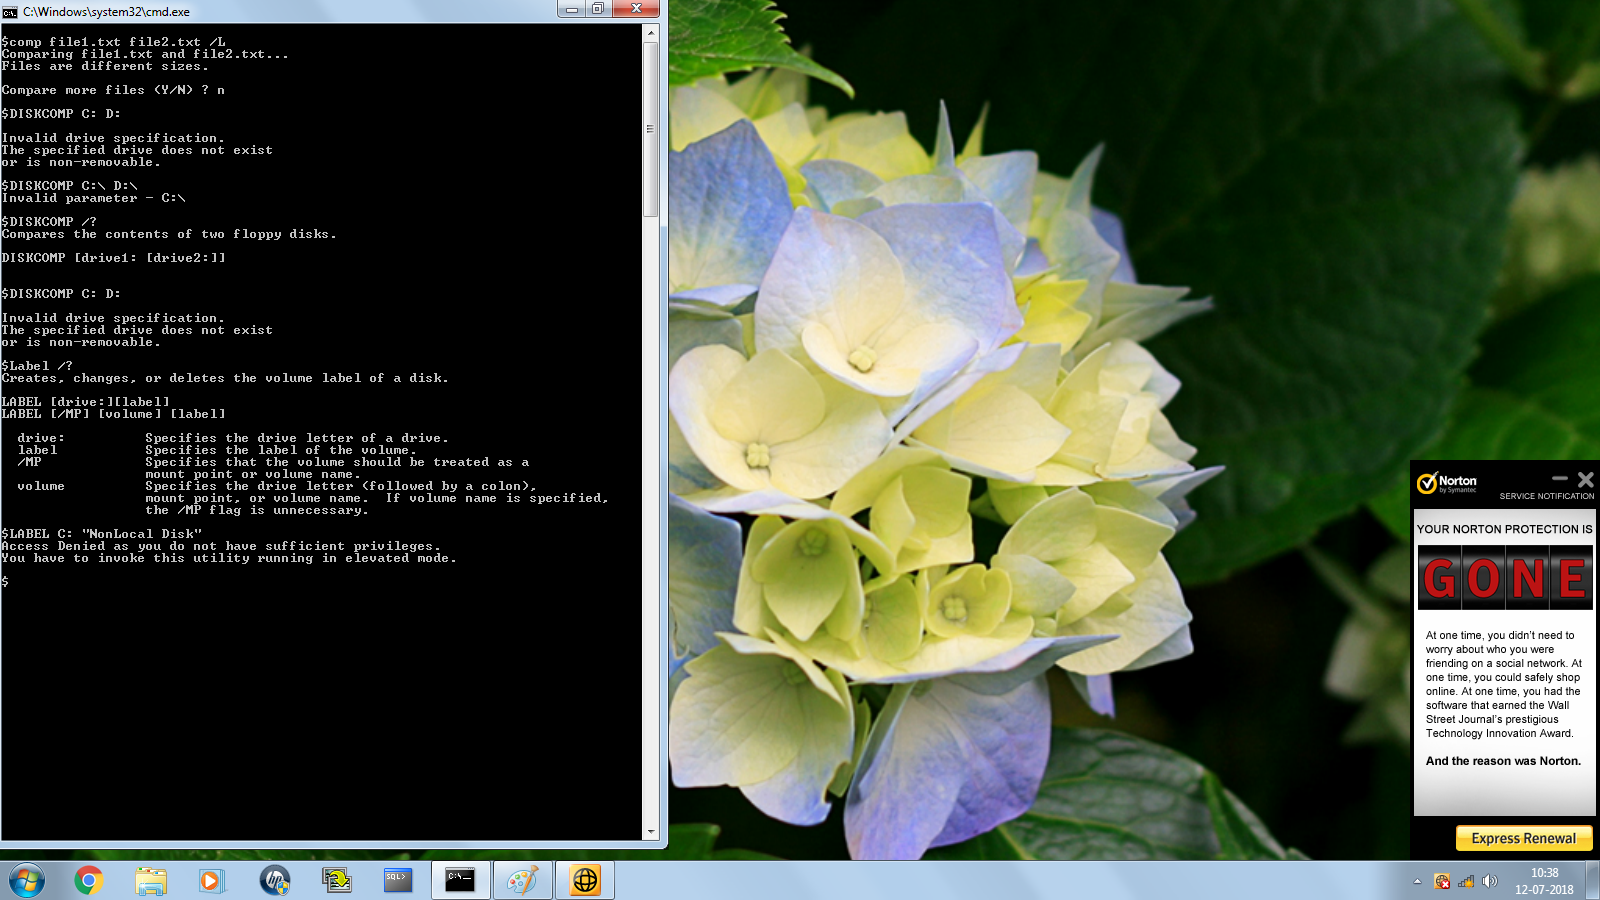 C:\Windows\system32\cmd.exe
$comp file1.txt file2.txt /L
Comparing file1.txt and file2.txt...
Files are different sizes.
Compare more files (Y/N) ? n
$DISKCOMP C: D:
Invalid drive specification.
The specified drive does not exist
or is non-removable.
$DISKCOMP C:\ D:\
Invalid parameter - C:\
$DISKCOMP /?
Compares the contents of two floppy disks.
DISKCOMP [drive1: [drive2:]]
$DISKCOMP C: D:
Invalid drive specification.
The specified drive does not exist
or is non-removable.
$Label /?
Creates, changes, or deletes the volume label of a disk.
LABEL [drive:][label]
LABEL [/MP] [volume] [label]
drive: Specifies the drive letter of a drive.
label Specifies the label of the volume.
/MP Specifies that the volume should be treated as a
mount point or volume name.
volume Specifies the drive letter (followed by a colon),
mount point, or volume name. If volume name is specified,
the /MP flag is unnecessary.
$LABEL C: "NonLocal Disk"
Access Denied as you do not have sufficient privileges.
You have to invoke this utility running in elevated mode.
$
Norton
by Symantec
SERVICE NOTIFICATION
YOUR NORTON PROTECTION IS
GONE
At one time, you didn't need to
worry about who you were
friending on a social network. At
one time, you could safely shop
online. At one time, you had the
software that earned the Wall
Street Journal's prestigious
Technology Innovation Award.
And the reason was Norton.
Express Renewal
hp
SQL>
C:\_
10:38
12-07-2018